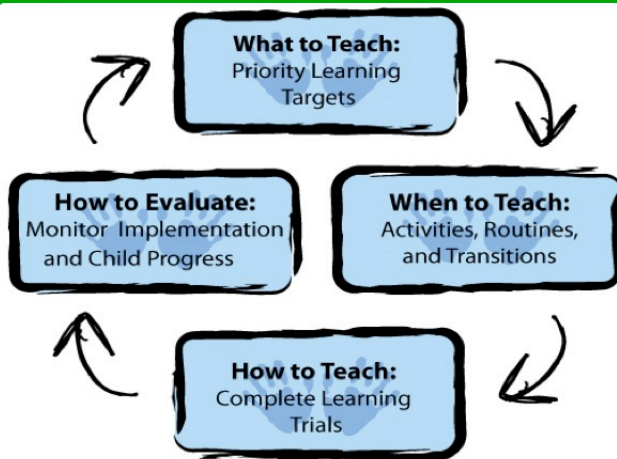 What to Teach:
Priority Learning
Targets
How to Evaluate:
Monitor Implementation
and Child Progress
When to Teach:
Activities, Routines,
and Transitions
How to Teach:
Complete Learning
Trials